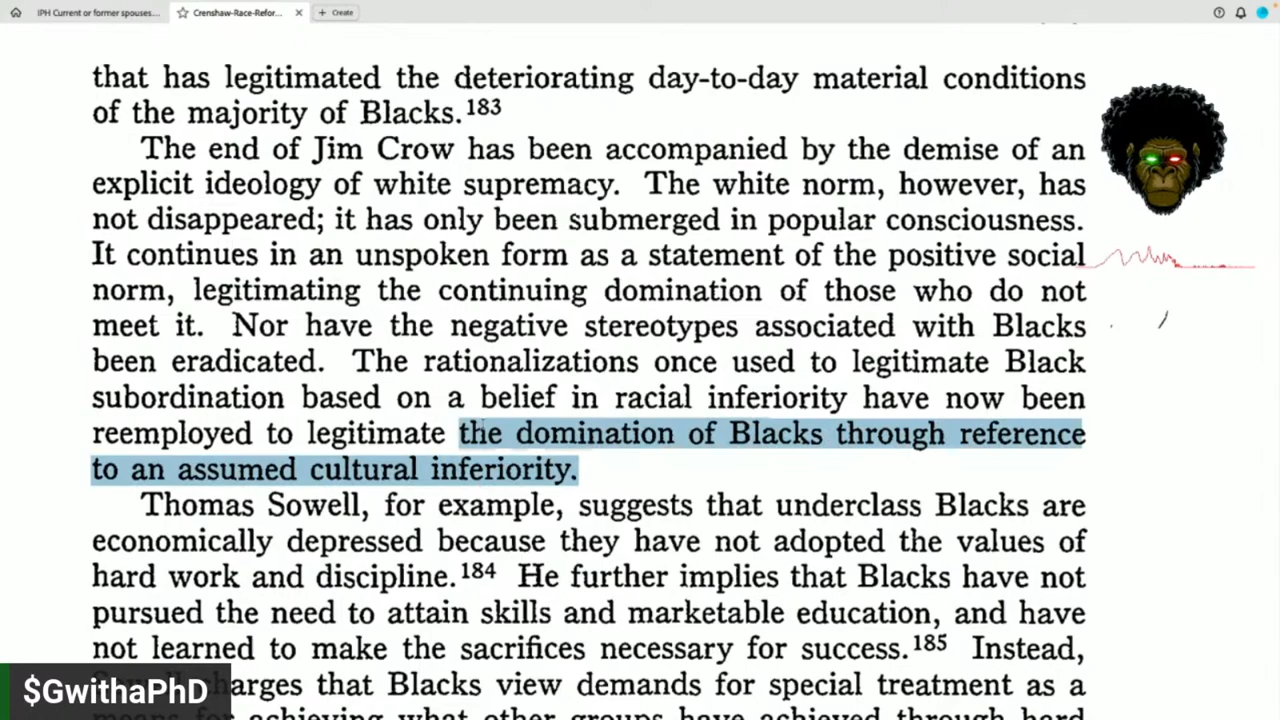 IPH Current or former spouses...
Crenshaw-Race-Refor...
+ Create
that has legitimated the deteriorating day-to-day material conditions
of the majority of Blacks.183
The end of Jim Crow has been accompanied by the demise of an
explicit ideology of white supremacy. The white norm, however, has
not disappeared; it has only been submerged in popular consciousness.
It continues in an unspoken form as a statement of the positive social
norm, legitimating the continuing domination of those who do not
meet it. Nor have the negative stereotypes associated with Blacks
been eradicated. The rationalizations once used to legitimate Black
subordination based on a belief in racial inferiority have now been
reemployed to legitimate the domination of Blacks through reference
to an assumed cultural inferiority.
Thomas Sowell, for example, suggests that underclass Blacks are
economically depressed because they have not adopted the values of
hard work and discipline.184 He further implies that Blacks have not
pursued the need to attain skills and marketable education, and have
not learned to make the sacrifices necessary for success.185 Instead,
charges that Blacks view demands for special treatment as a
achieving what other groups have achieved through hard
$GwithaPhD